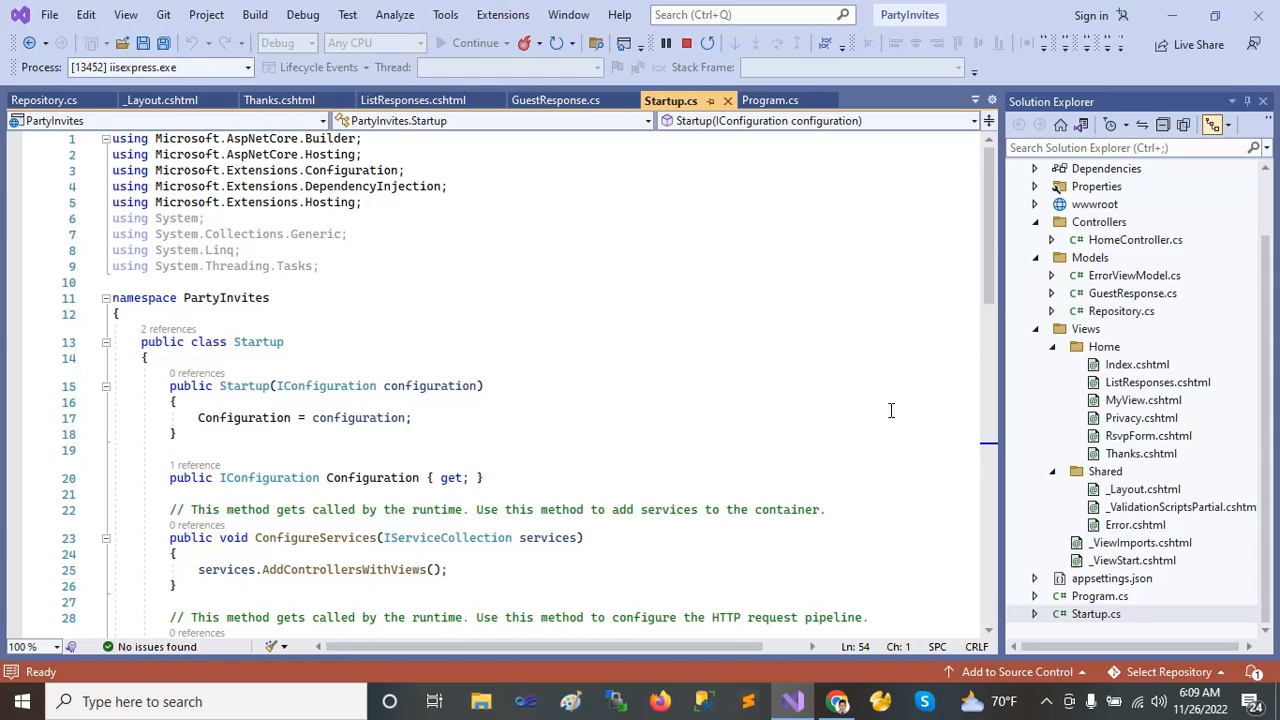 File Edit View Git Project Build Debug Test Analyze Tools Extensions Window Help Search (Ctrl+Q) PartyInvites Sign in
Debug Any CPU Continue Live Share
Process: [13452] iisexpress.exe Lifecycle Events Thread: Stack Frame:
Repository.cs _Layout.cshtml Thanks.cshtml ListResponses.cshtml GuestResponse.cs Startup.cs Program.cs
PartyInvites PartyInvites.Startup Startup(IConfiguration configuration)
1 using Microsoft.AspNetCore.Builder;
2 using Microsoft.AspNetCore.Hosting;
3 using Microsoft.Extensions.Configuration;
4 using Microsoft.Extensions.DependencyInjection;
5 using Microsoft.Extensions.Hosting;
6 using System;
7 using System.Collections.Generic;
8 using System.Linq;
9 using System.Threading.Tasks;
10
11 namespace PartyInvites
12 {
2 references
13 public class Startup
14 {
0 references
15 public Startup(IConfiguration configuration)
16 {
17 Configuration = configuration;
18 }
19
1 reference
20 public IConfiguration Configuration { get; }
21
22 // This method gets called by the runtime. Use this method to add services to the container.
0 references
23 public void ConfigureServices(IServiceCollection services)
24 {
25 services.AddControllersWithViews();
26 }
27
28 // This method gets called by the runtime. Use this method to configure the HTTP request pipeline.
0 references
100 % No issues found Ln: 54 Ch: 1 SPC CRLF
Solution Explorer
Search Solution Explorer (Ctrl+;)
Dependencies
Properties
wwwroot
Controllers
C# HomeController.cs
Models
C# ErrorViewModel.cs
C# GuestResponse.cs
C# Repository.cs
Views
Home
Index.cshtml
ListResponses.cshtml
MyView.cshtml
Privacy.cshtml
RsvpForm.cshtml
Thanks.cshtml
Shared
_Layout.cshtml
_ValidationScriptsPartial.cshtm
Error.cshtml
_ViewImports.cshtml
_ViewStart.cshtml
appsettings.json
C# Program.cs
C# Startup.cs
Ready Add to Source Control Select Repository 1
Type here to search 70°F 6:09 AM
11/26/2022 24